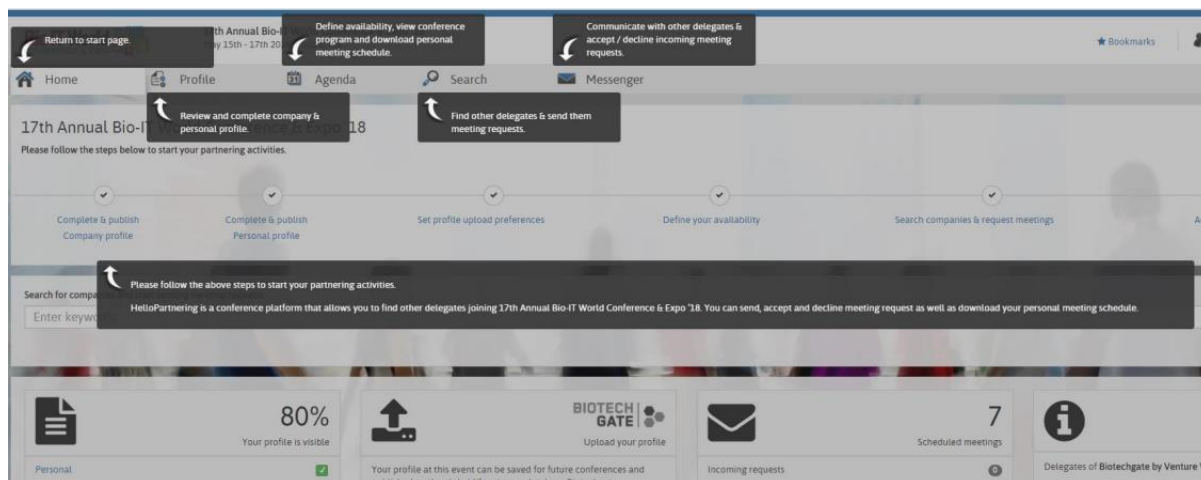 Return to start page.
th Annual Bio-I
ay 15th - 17th 20
Define availability, view conference
program and download personal
meeting schedule.
Communicate with other delegates &
accept / decline incoming meeting
requests.
Bookmarks
Home
Profile
Agenda
Search
Messenger
Review and complete company &
personal profile.
Find other delegates & send them
meeting requests.
17th Annual Bio-IT World Conference & Expo '18
Please follow the steps below to start your partnering activities.
Complete & publish
Company profile
Complete & publish
Personal profile
Set profile upload preferences
Define your availability
Search companies & request meetings
A
Please follow the above steps to start your partnering activities.
HelloPartnering is a conference platform that allows you to find other delegates joining 17th Annual Bio-IT World Conference & Expo '18. You can send, accept and decline meeting request as well as download your personal meeting schedule.
Search for compan
Enter keywo
80%
Your profile is visible
Personal
BIOTECH
GATE
Upload your profile
Your profile at this event can be saved for future conferences and
7
Scheduled meetings
Incoming requests
0
Delegates of Biotechgate by Venture